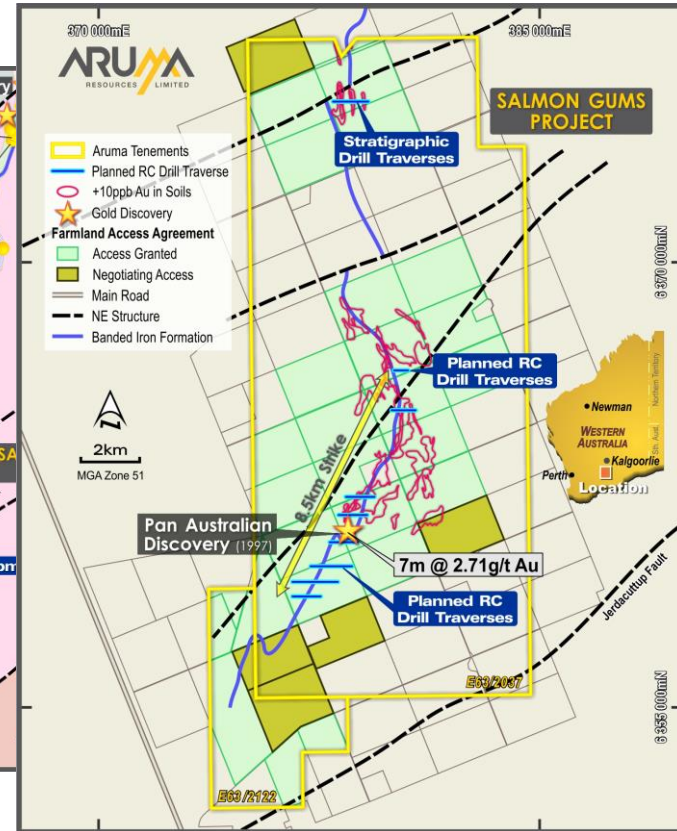 370 000mE
385 000mE
ARUMA
RESOURCES LIMITED
SALMON GUMS
PROJECT
Stratigraphic
Drill Traverses
Aruma Tenements
Planned RC Drill Traverse
+10ppb Au in Soils
Gold Discovery
Farmland Access Agreement
Access Granted
Negotiating Access
Main Road
NE Structure
Banded Iron Formation
6 370 000mN
Planned RC
Drill Traverses
2km
MGA Zone 51
8.5km Strike
Newman
WESTERN
AUSTRALIA
Kalgoorlie
Perth
Location
Northern Territory
Sth. Aust.
Pan Australian
Discovery (1997)
7m @ 2.71g/t Au
Planned RC
Drill Traverses
Jerdacuttup Fault
E63/2037
6 355 000mN
E63/2122